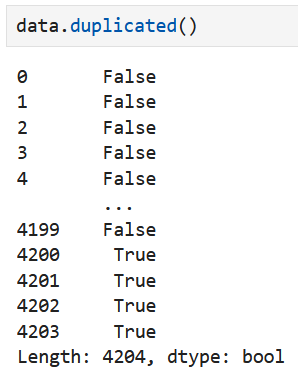 data.duplicated()
0       False
1       False
2       False
3       False
4       False
        ...
4199    False
4200     True
4201     True
4202     True
4203     True
Length: 4204, dtype: bool